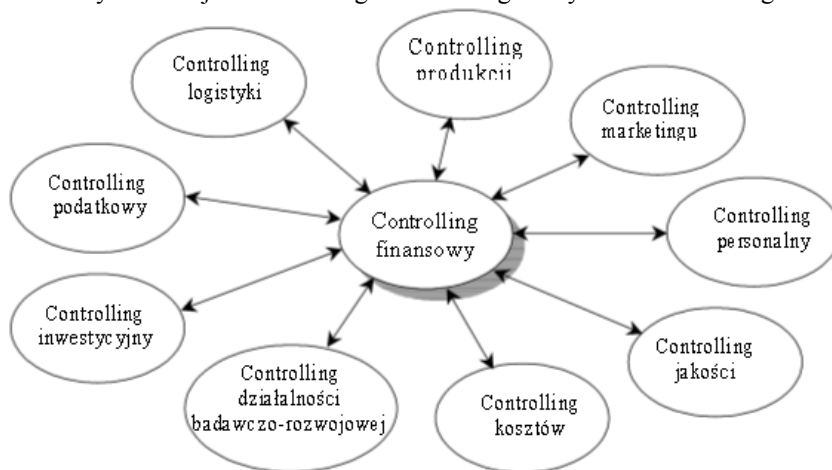 Controlling
produkcji
Controlling
logistyki
Controlling
marketingu
Controlling
podatkowy
Controlling
finansowy
Controlling
personalny
Controlling
inwestycyjny
Controlling
jakości
Controlling
działalności
badawczo-rozwojowej
Controlling
kosztów